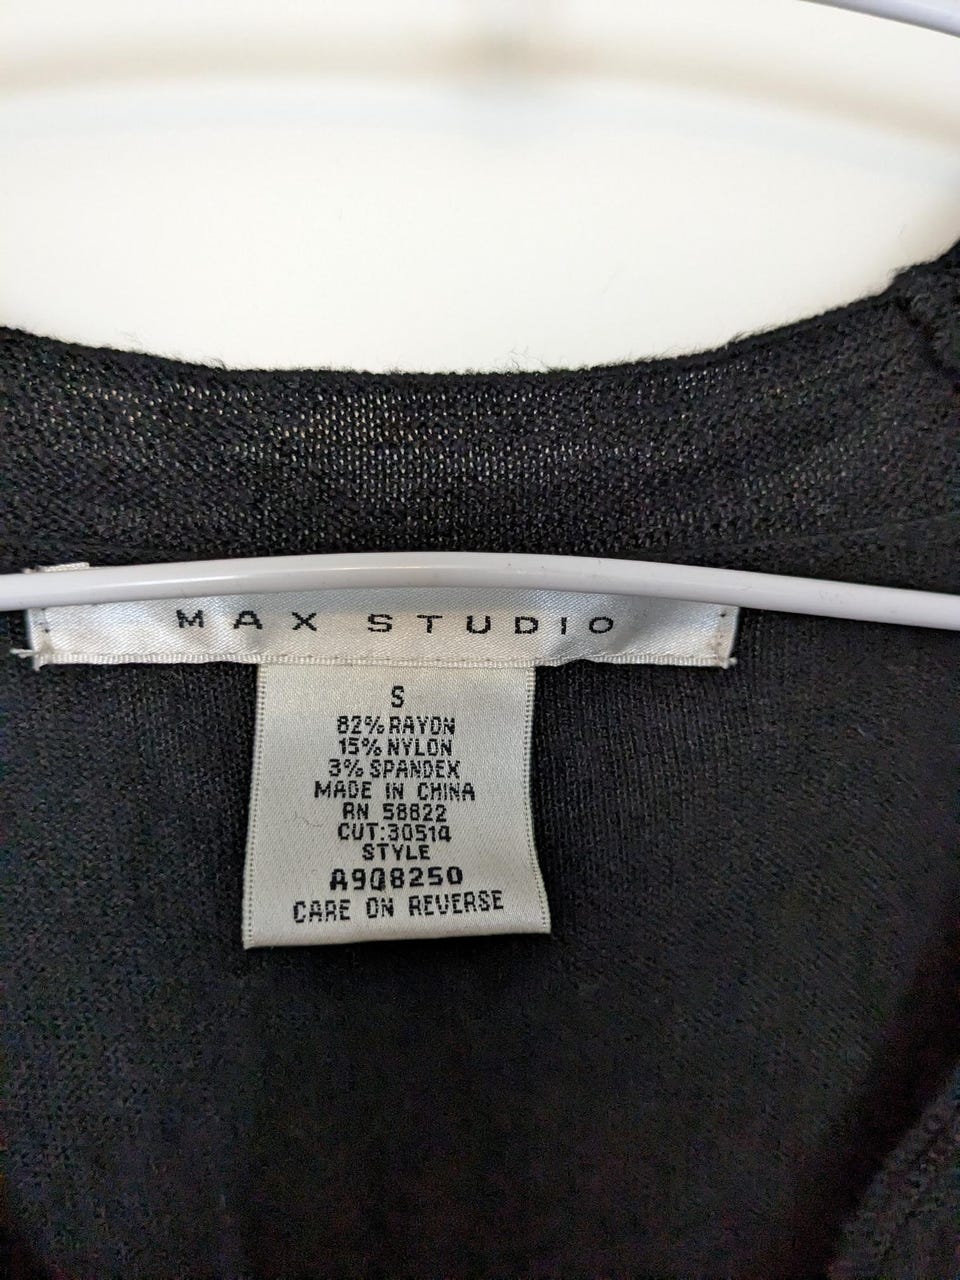 MAX STUDIO
S
82% RAYON
15% NYLON
3% SPANDEX
MADE IN CHINA
RN 58822
CUT:30514
STYLE
A9Q8250
CARE ON REVERSE